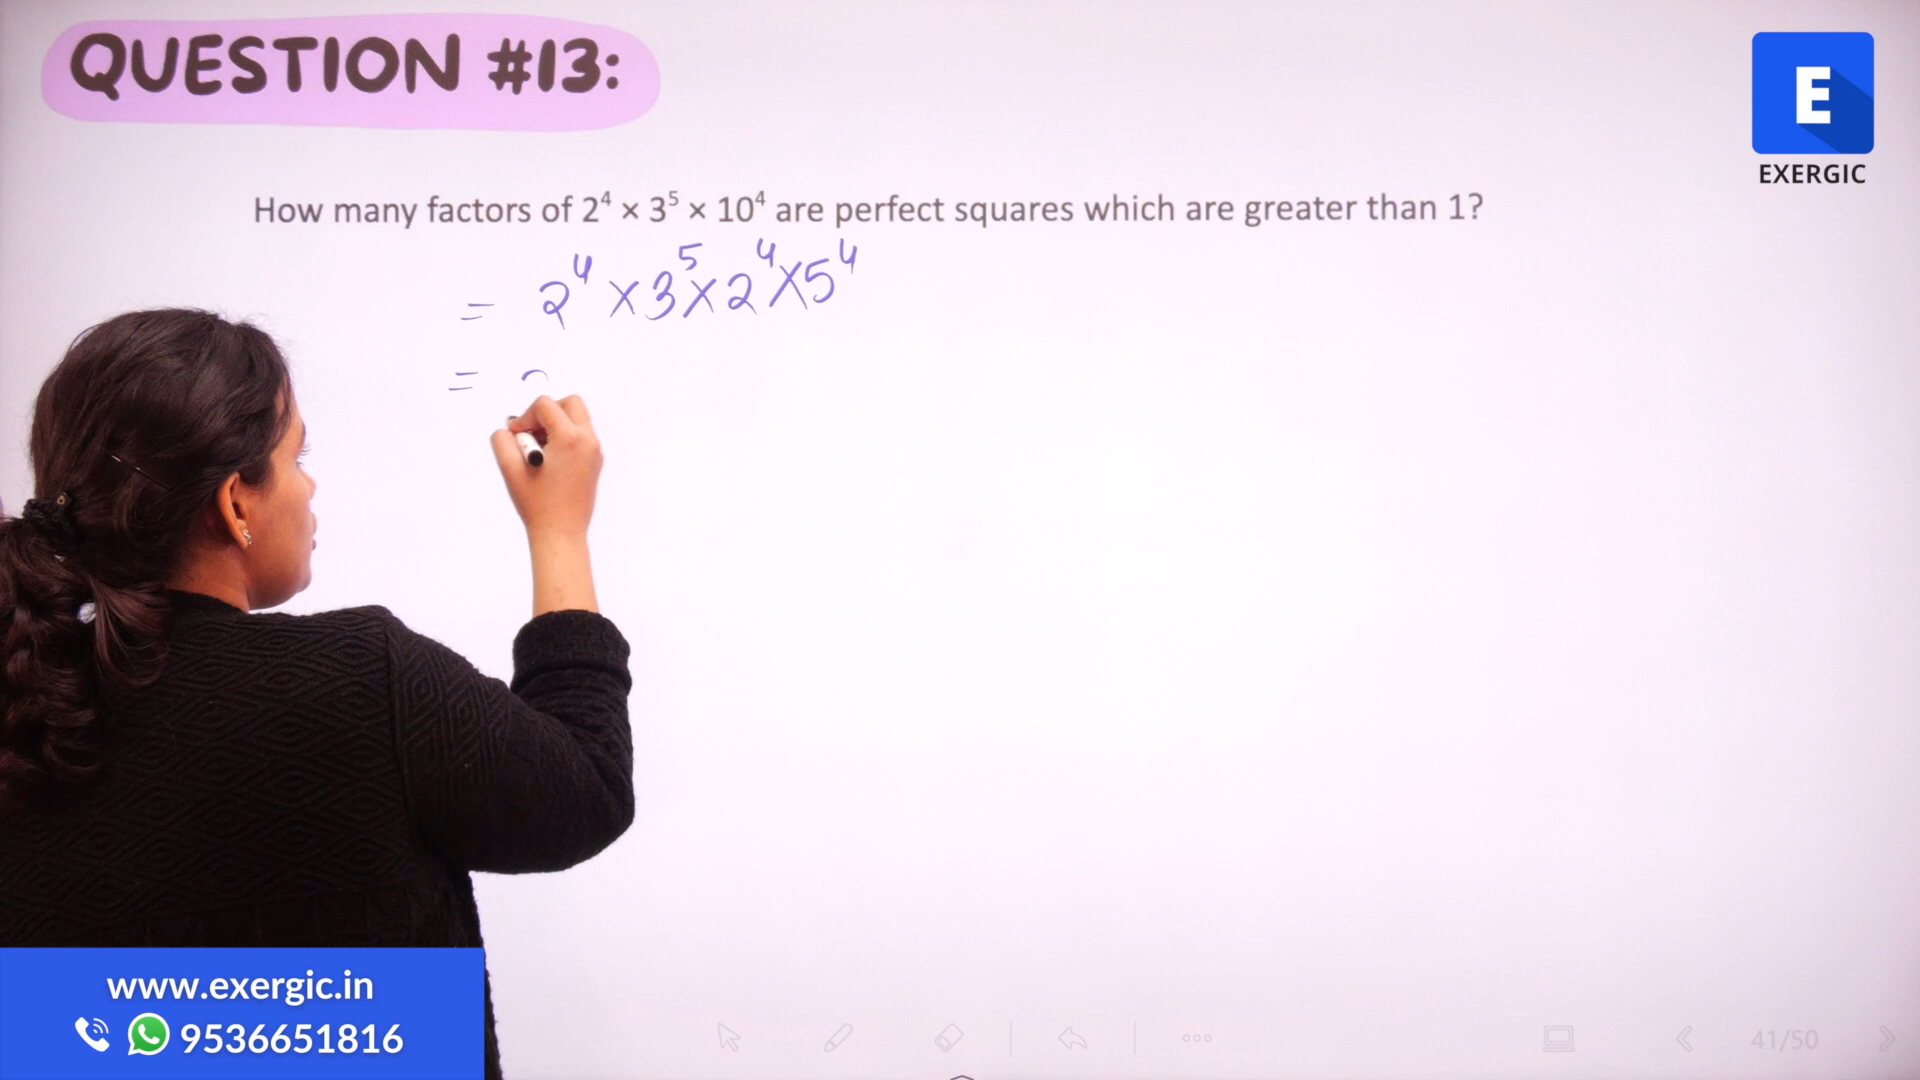 QUESTION #13:
E
EXERGIC
How many factors of 2⁴ × 3⁵ × 10⁴ are perfect squares which are greater than 1?
= 2⁴ × 3⁵ × 2⁴ × 5⁴
=
www.exergic.in
9536651816
41/50